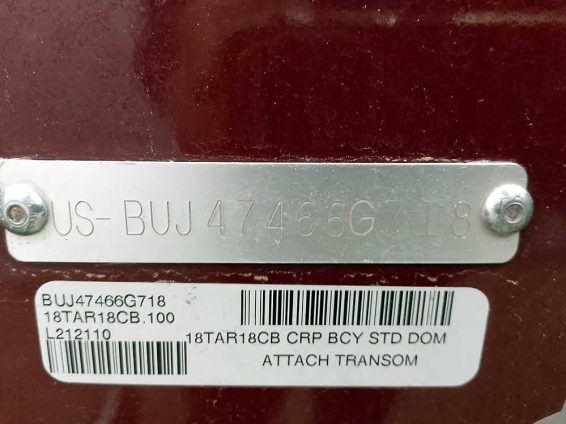 US-BUJ47466G718
BUJ47466G718
18TAR18CB.100
L212110
18TAR18CB CRP BCY STD DOM
ATTACH TRANSOM